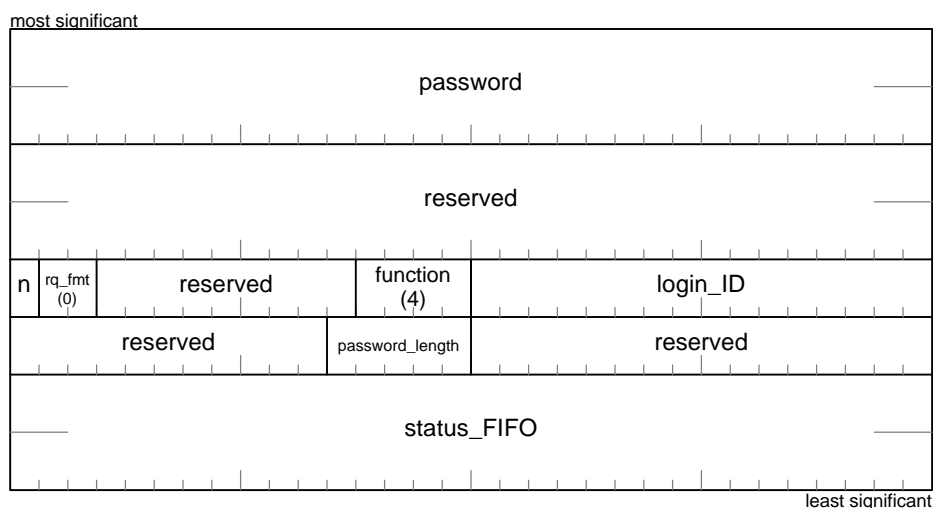 most significant
password
reserved
n rq_fmt (0) reserved function (4) login_ID
reserved password_length reserved
status_FIFO
least significant